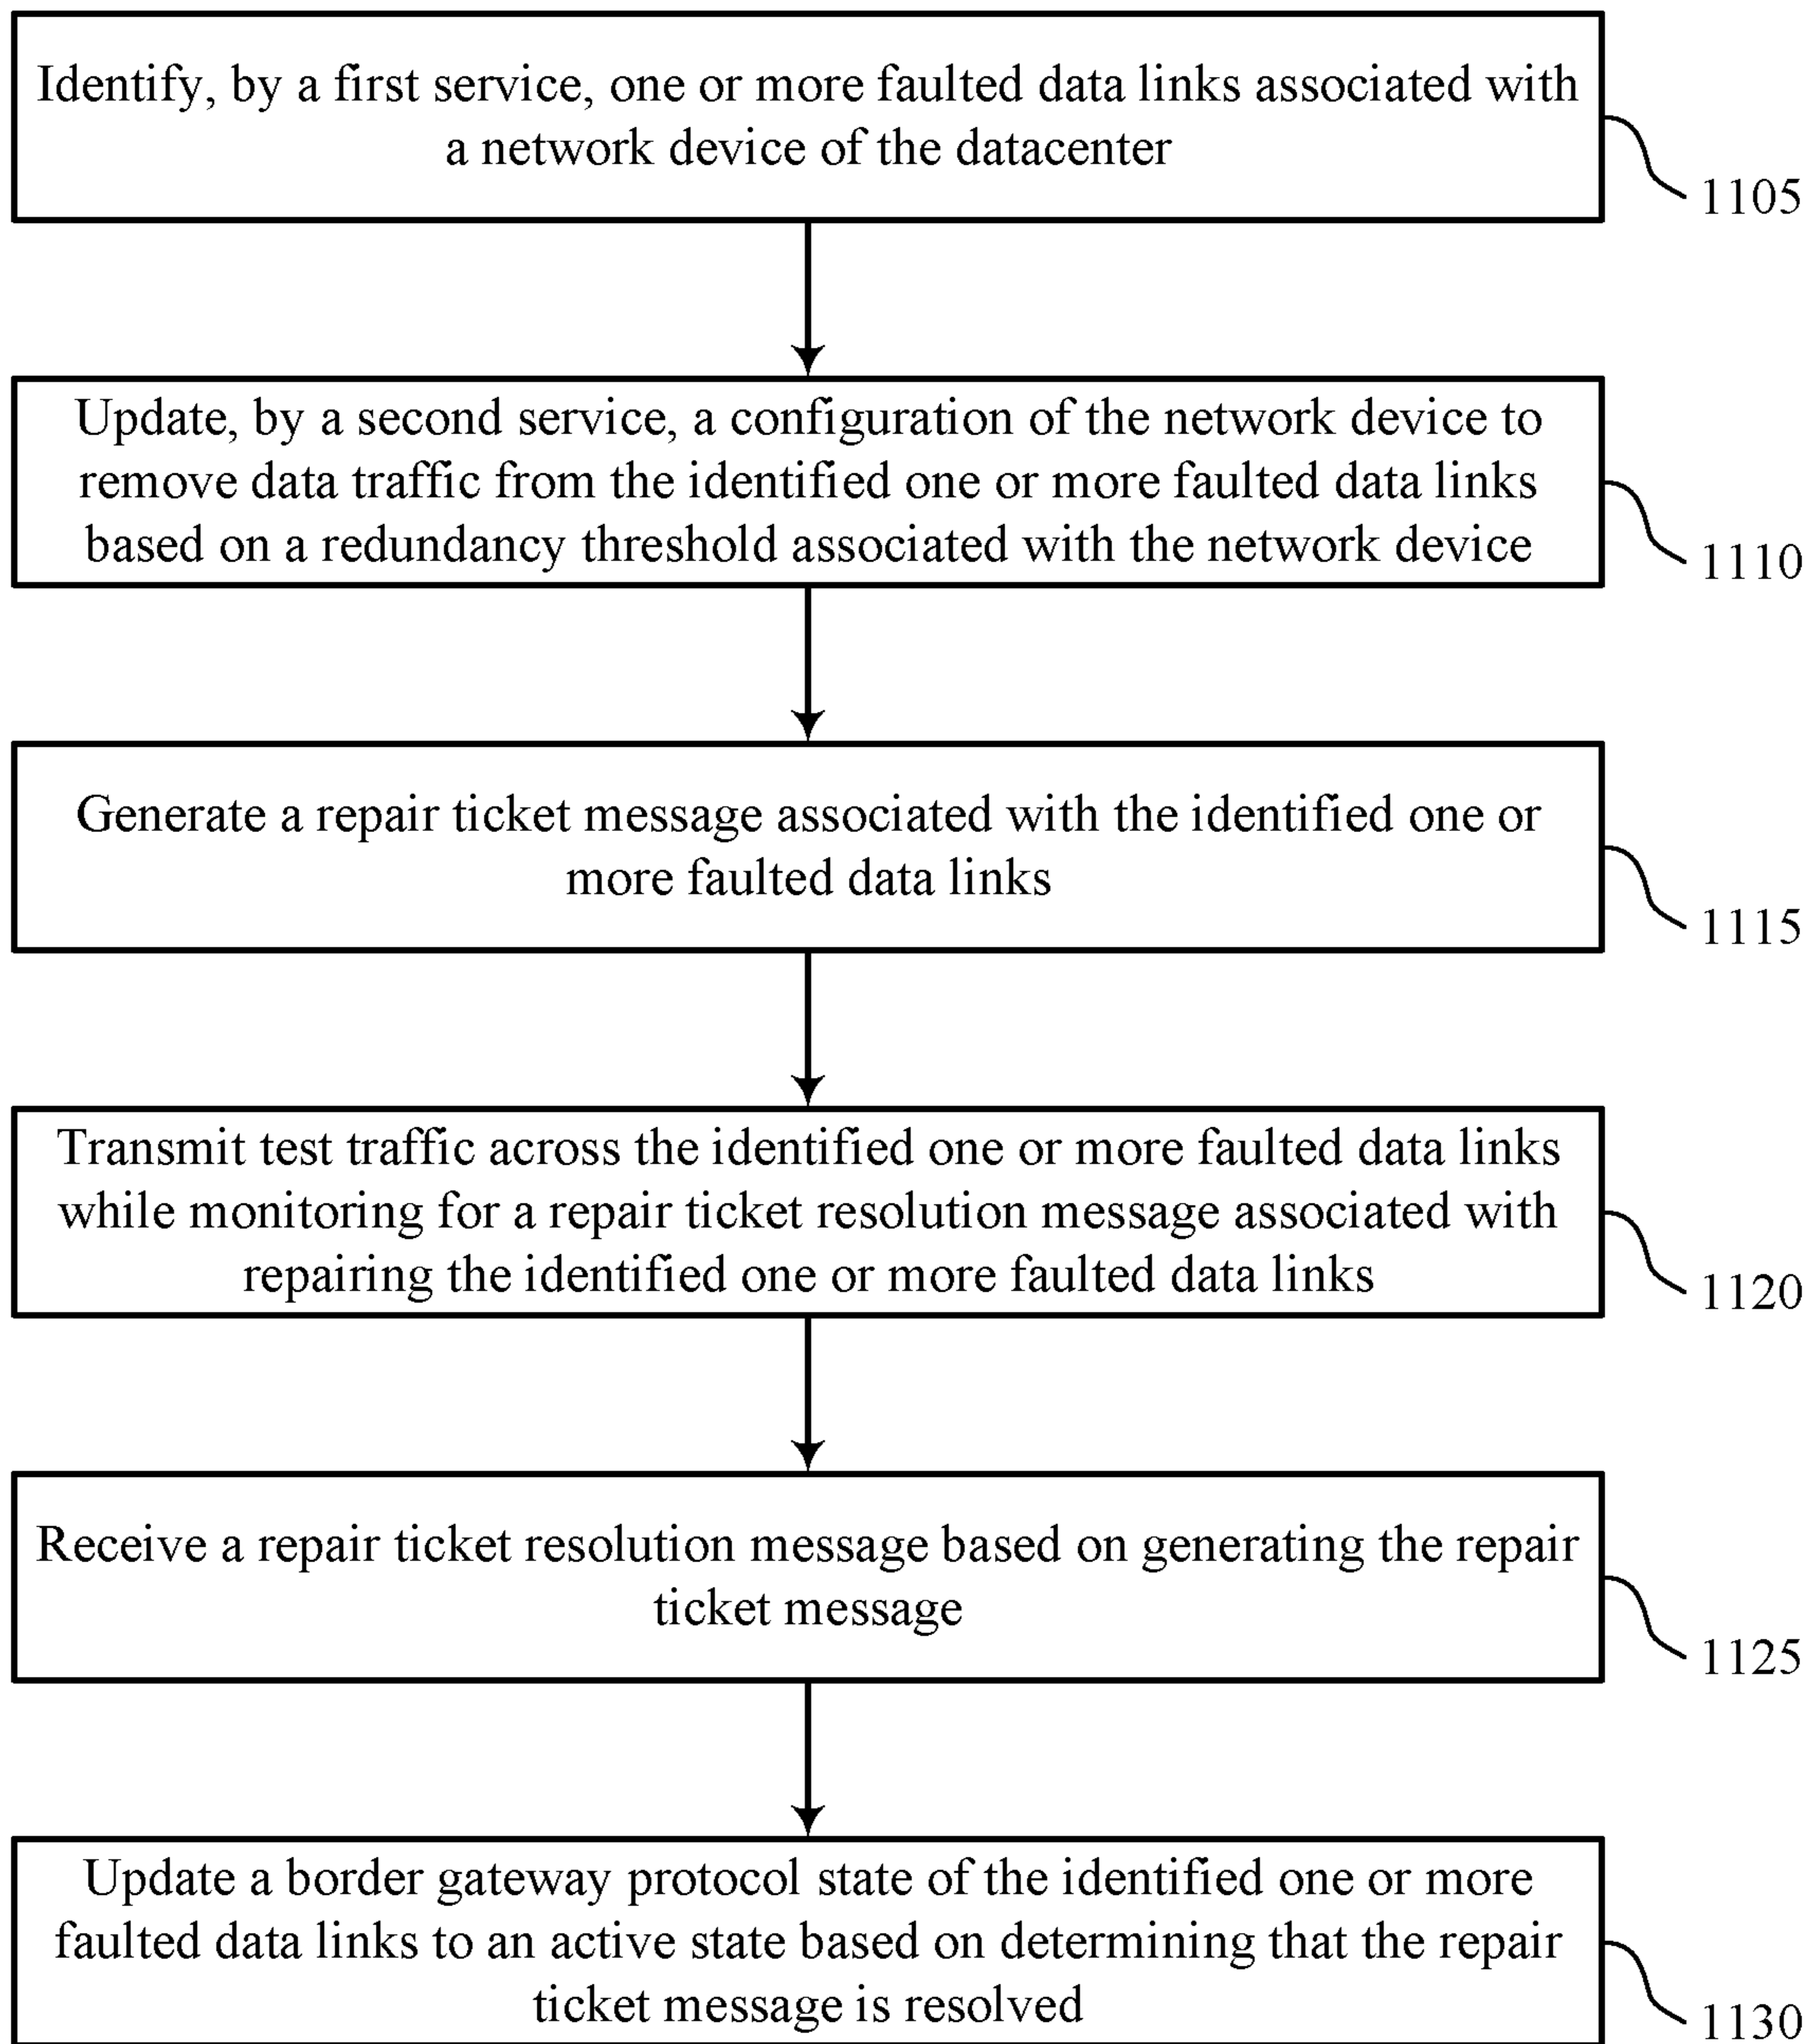 Identify, by a first service, one or more faulted data links associated with
a network device of the datacenter
1105
Update, by a second service, a configuration of the network device to
remove data traffic from the identified one or more faulted data links
based on a redundancy threshold associated with the network device
1110
Generate a repair ticket message associated with the identified one or
more faulted data links
1115
Transmit test traffic across the identified one or more faulted data links
while monitoring for a repair ticket resolution message associated with
repairing the identified one or more faulted data links
1120
Receive a repair ticket resolution message based on generating the repair
ticket message
1125
Update a border gateway protocol state of the identified one or more
faulted data links to an active state based on determining that the repair
ticket message is resolved
1130